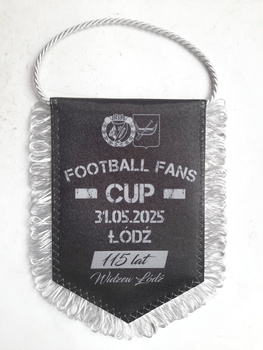 FOOTBALL FANS
CUP
31.05.2025
ŁÓDŹ
115 lat
Widzew Łódź